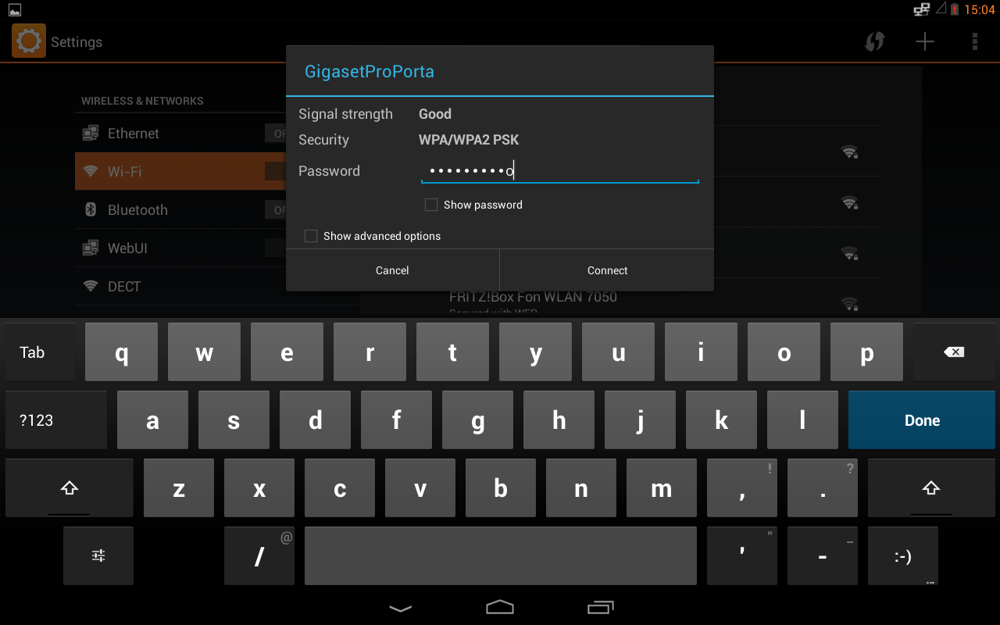 15:04
Settings
GigasetProPorta
WIRELESS & NETWORKS
Signal strength Good
Ethernet
Security WPA/WPA2 PSK
Wi-Fi
Password •••••••••o
Bluetooth
Show password
Show advanced options
WebUI
Cancel Connect
DECT
FRITZ!Box Fon WLAN 7050
Secured with WEP
Tab q w e r t y u i o p
?123 a s d f g h j k l Done
z x c v b n m , ! . ?
/ @ ' " - _ :-) ...